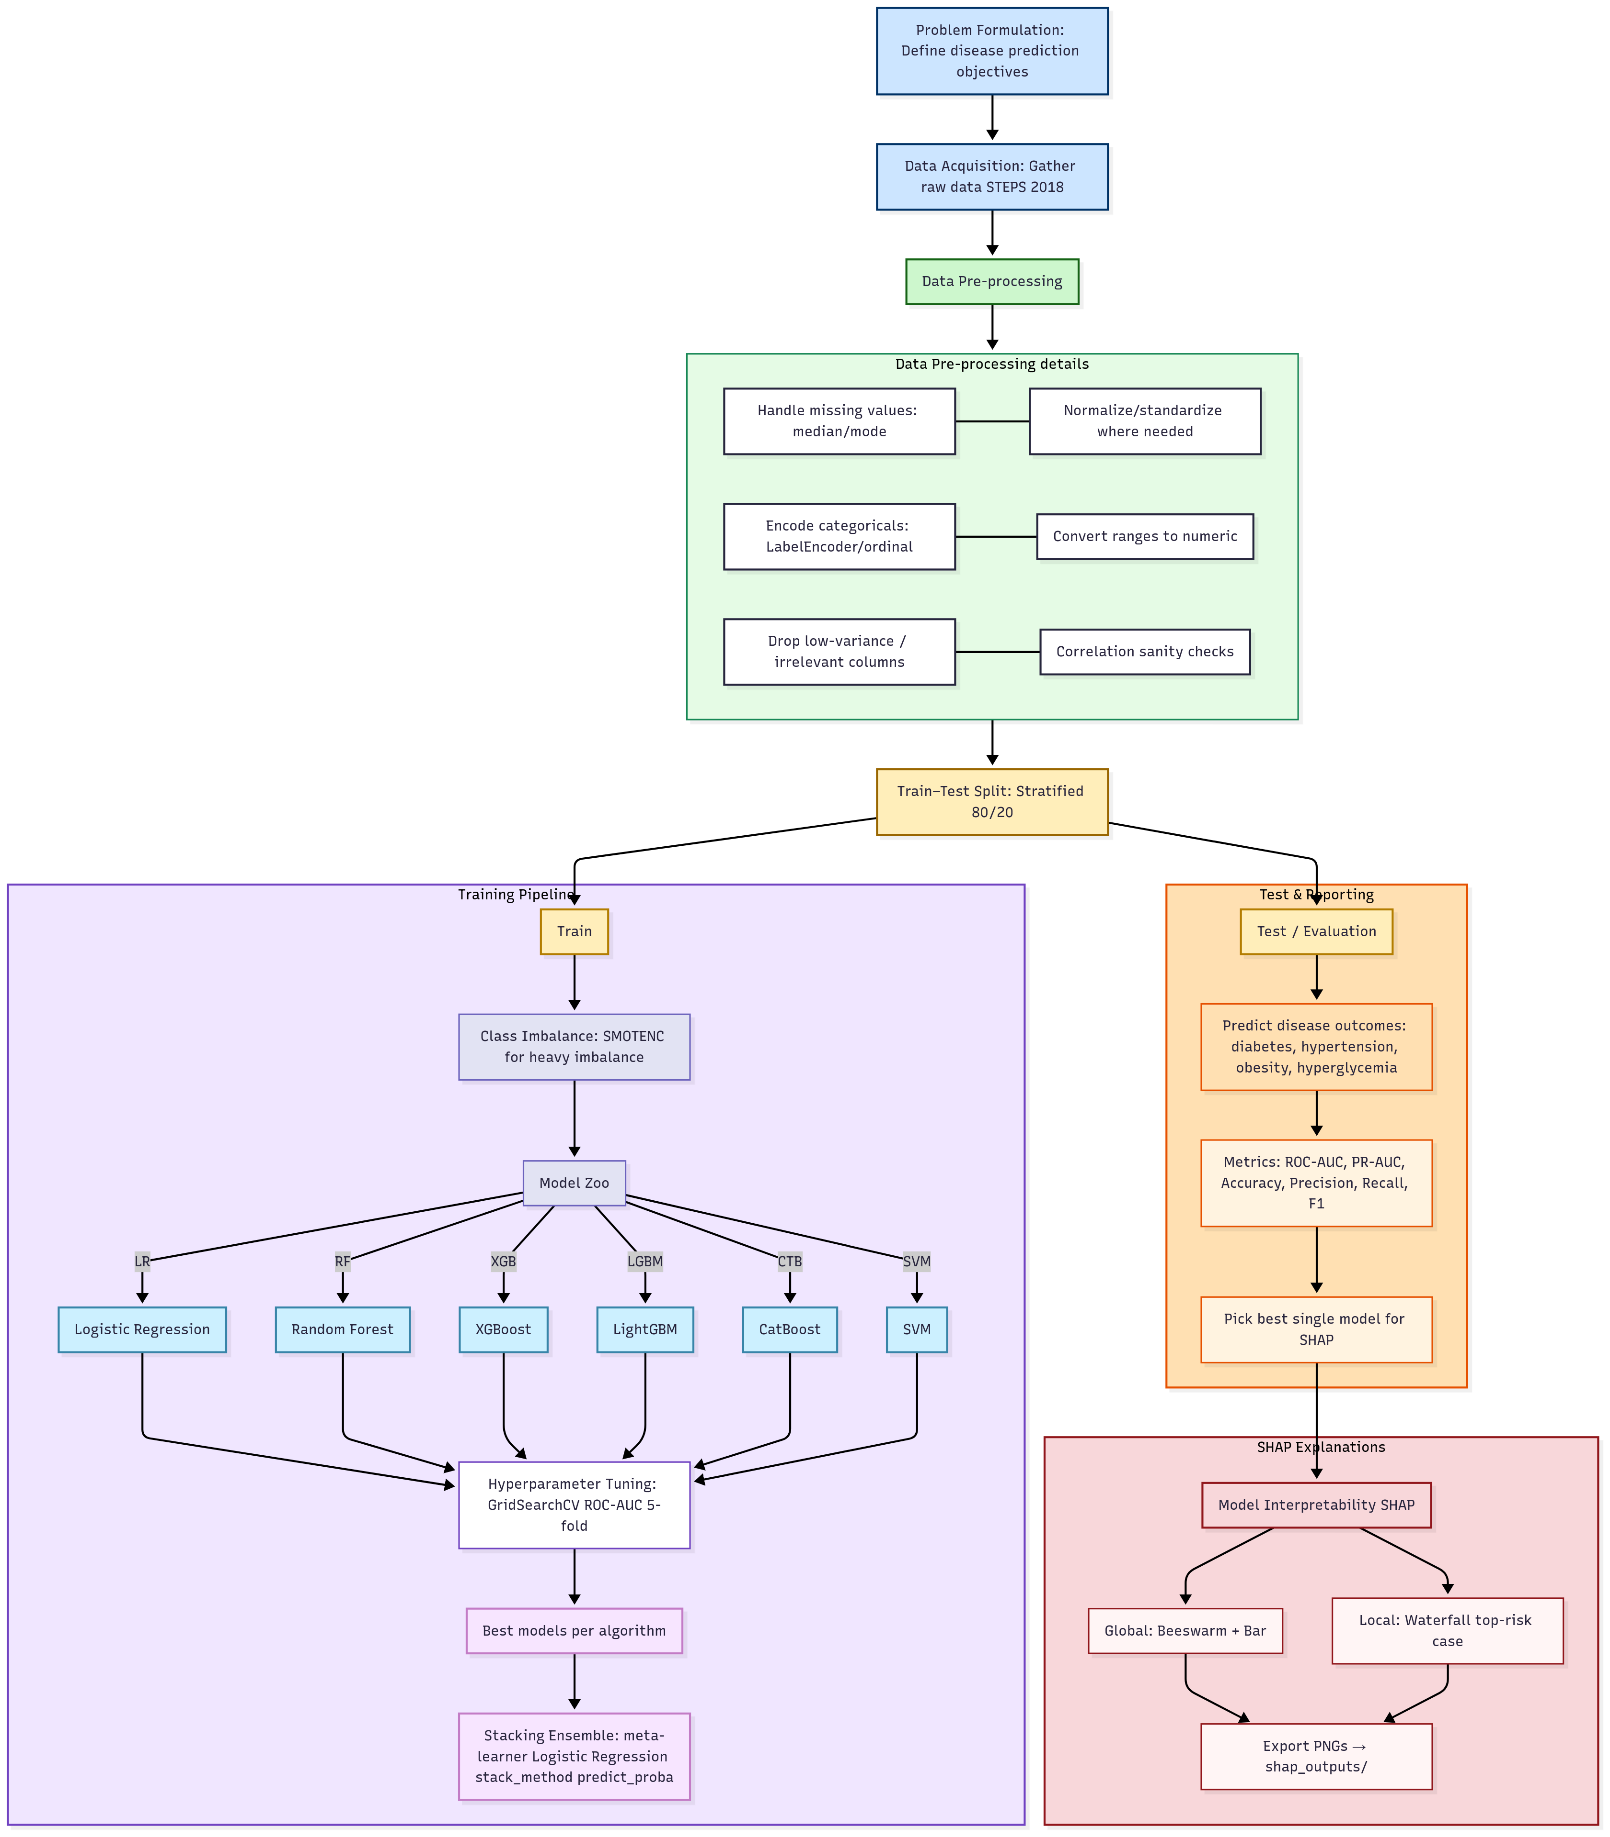 Problem Formulation:
Define disease prediction
objectives
Data Acquisition: Gather
raw data STEPS 2018
Data Pre-processing
Data Pre-processing details
Handle missing values:
median/mode
Normalize/standardize
where needed
Encode categoricals:
LabelEncoder/ordinal
Convert ranges to numeric
Drop low-variance /
irrelevant columns
Correlation sanity checks
Train–Test Split: Stratified
80/20
Training Pipeline
Train
Class Imbalance: SMOTENC
for heavy imbalance
Model Zoo
LR
RF
XGB
LGBM
CTB
SVM
Logistic Regression
Random Forest
XGBoost
LightGBM
CatBoost
SVM
Hyperparameter Tuning:
GridSearchCV ROC-AUC 5-
fold
Best models per algorithm
Stacking Ensemble: meta-
learner Logistic Regression
stack_method predict_proba
Test & Reporting
Test / Evaluation
Predict disease outcomes:
diabetes, hypertension,
obesity, hyperglycemia
Metrics: ROC-AUC, PR-AUC,
Accuracy, Precision, Recall,
F1
Pick best single model for
SHAP
SHAP Explanations
Model Interpretability SHAP
Global: Beeswarm + Bar
Local: Waterfall top-risk
case
Export PNGs →
shap_outputs/